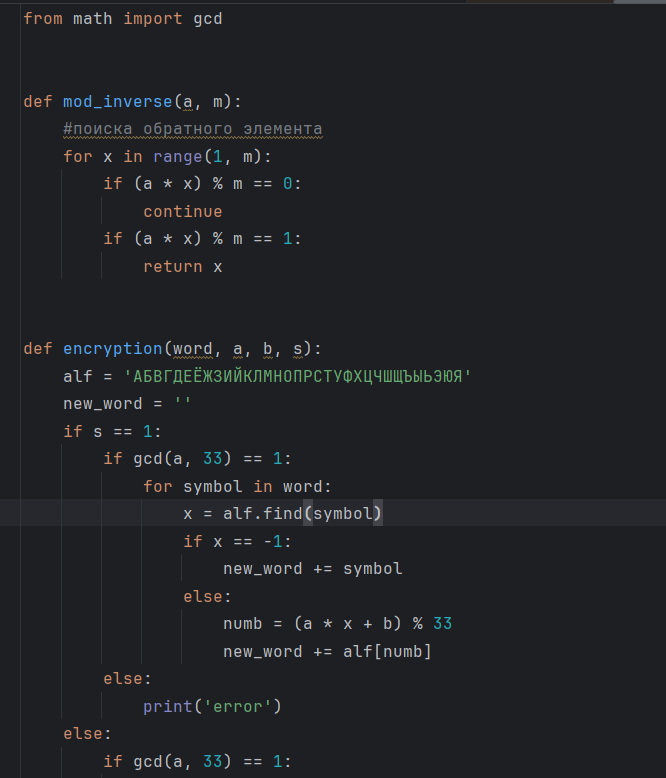 from math import gcd
def mod_inverse(a, m):
#поиска обратного элемента
for x in range(1, m):
if (a * x) % m == 0:
continue
if (a * x) % m == 1:
return x
def encryption(word, a, b, s):
alf = 'АБВГДЕЁЖЗИЙКЛМНОПРСТУФХЦЧШЩЪЫЬЭЮЯ'
new_word = ''
if s == 1:
if gcd(a, 33) == 1:
for symbol in word:
x = alf.find(symbol)
if x == -1:
new_word += symbol
else:
numb = (a * x + b) % 33
new_word += alf[numb]
else:
print('error')
else:
if gcd(a, 33) == 1: